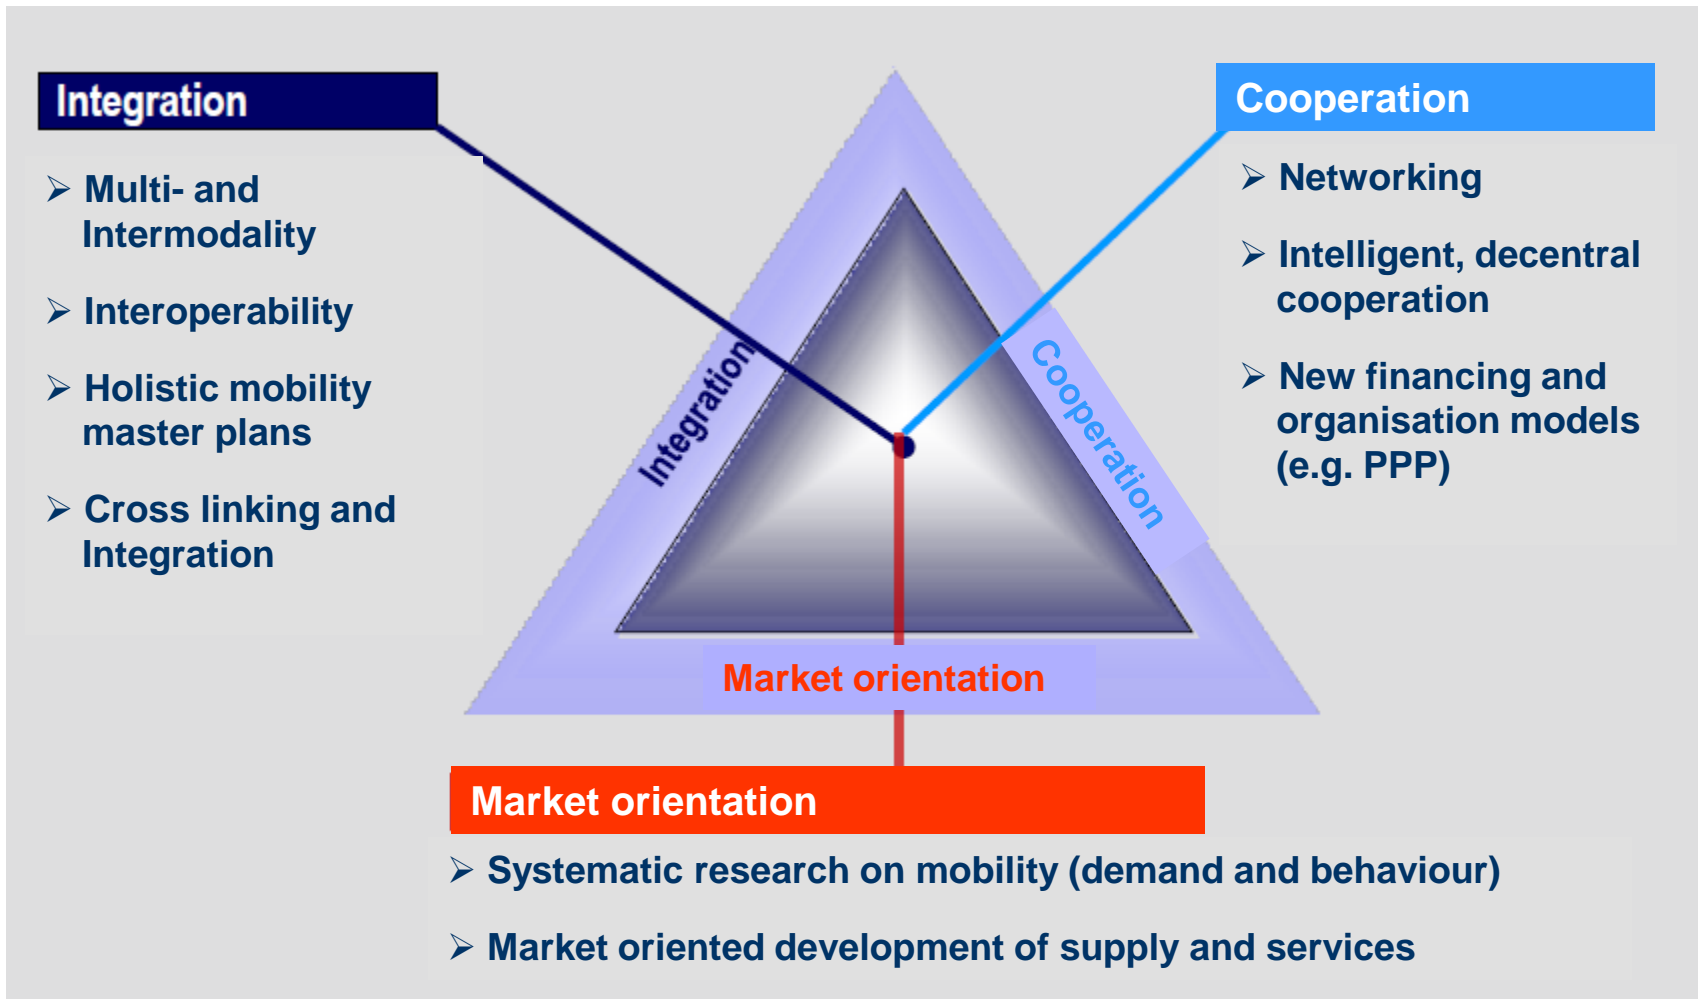 Integration
➢ Multi- and
Intermodality
➢ Interoperability
➢ Holistic mobility
master plans
➢ Cross linking and
Integration
Cooperation
➢ Networking
➢ Intelligent, decentral
cooperation
➢ New financing and
organisation models
(e.g. PPP)
Integration
Cooperation
Market orientation
Market orientation
➢ Systematic research on mobility (demand and behaviour)
➢ Market oriented development of supply and services